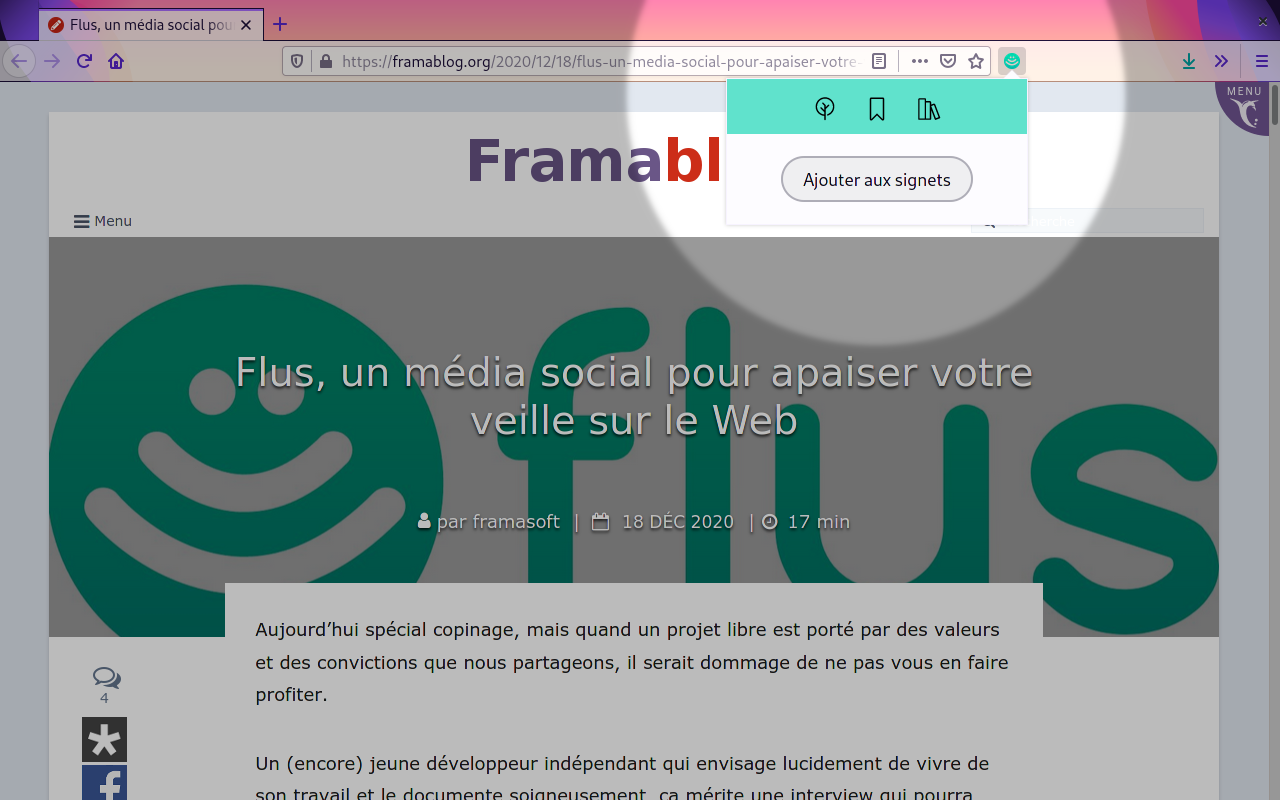 Flus, un média social pou
https://framablog.org/2020/12/18/flus-un-media-social-pour-apaiser-votre-
MENU
Framabl
Ajouter aux signets
Menu
flus
Flus, un média social pour apaiser votre
veille sur le Web
par framasoft | 18 DÉC 2020 | 17 min
Aujourd’hui spécial copinage, mais quand un projet libre est porté par des valeurs
et des convictions que nous partageons, il serait dommage de ne pas vous en faire
profiter.
4
Un (encore) jeune développeur indépendant qui envisage lucidement de vivre de
son travail et le documente soigneusement, ça mérite une interview qui pourra